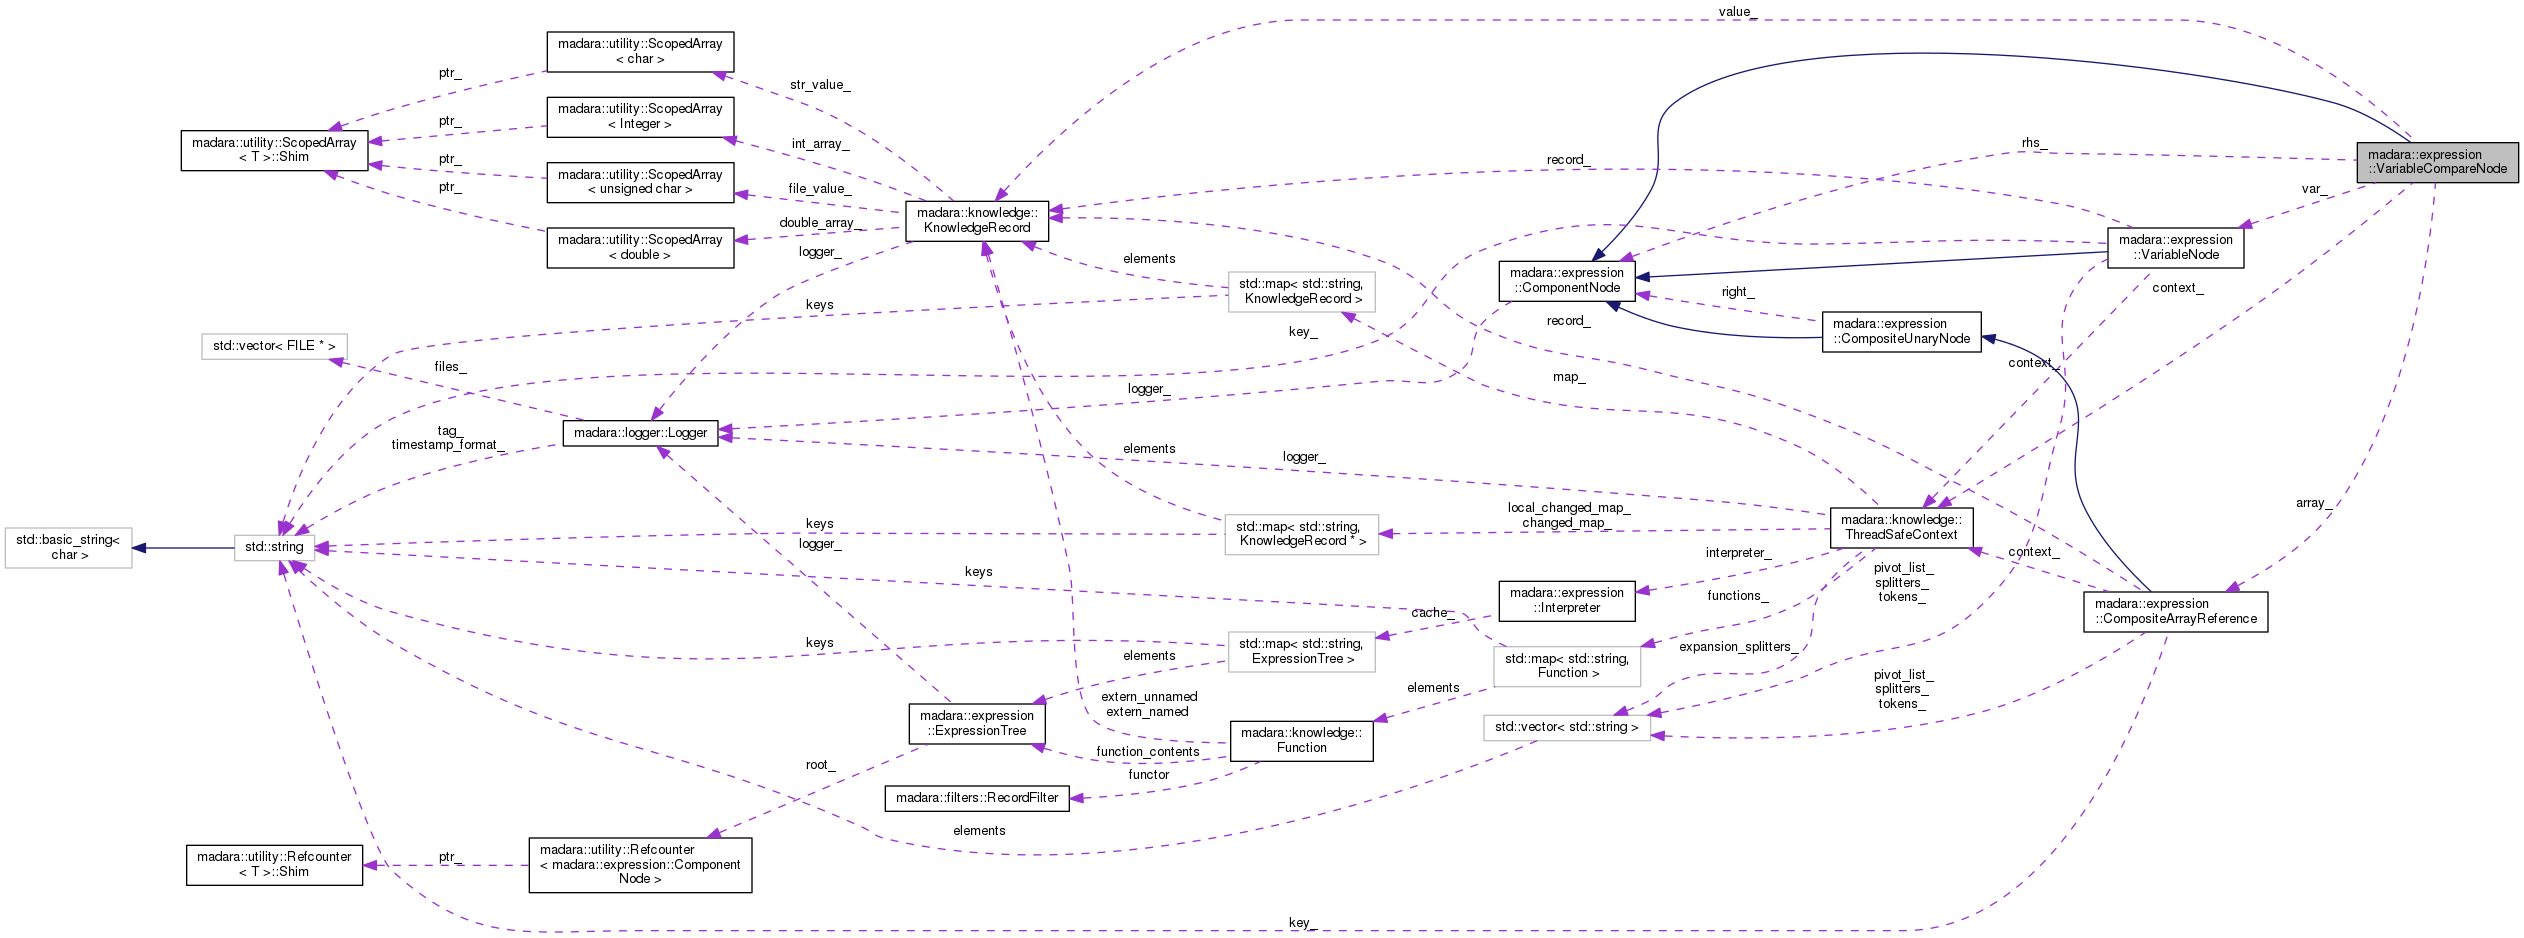 value_
madara::utility::ScopedArray
< char >
ptr_
str_value_
madara::utility::ScopedArray
< Integer >
ptr_
int_array_
madara::utility::ScopedArray
< T >::Shim
rhs_
madara::expression
::VariableCompareNode
record_
ptr_
madara::utility::ScopedArray
< unsigned char >
file_value_
ptr_
var_
madara::knowledge::
KnowledgeRecord
double_array_
madara::utility::ScopedArray
< double >
logger_
madara::expression
::VariableNode
elements
madara::expression
::ComponentNode
std::map< std::string,
KnowledgeRecord >
right_
context_
keys
record_
key_
madara::expression
::CompositeUnaryNode
std::vector< FILE * >
files_
context_
map_
logger_
madara::logger::Logger
tag_
timestamp_format_
elements
logger_
array_
local_changed_map_
changed_map_
keys
std::map< std::string,
KnowledgeRecord * >
madara::knowledge::
ThreadSafeContext
std::basic_string<
char >
std::string
logger_
interpreter_
context_
keys
pivot_list_
splitters_
tokens_
madara::expression
::Interpreter
functions_
madara::expression
::CompositeArrayReference
cache_
keys
elements
std::map< std::string,
ExpressionTree >
expansion_splitters_
std::map< std::string,
Function >
pivot_list_
splitters_
tokens_
elements
extern_unnamed
extern_named
madara::expression
::ExpressionTree
std::vector< std::string >
madara::knowledge::
Function
function_contents
root_
functor
madara::filters::RecordFilter
elements
madara::utility::Refcounter
< T >::Shim
ptr_
madara::utility::Refcounter
< madara::expression::Component
Node >
key_